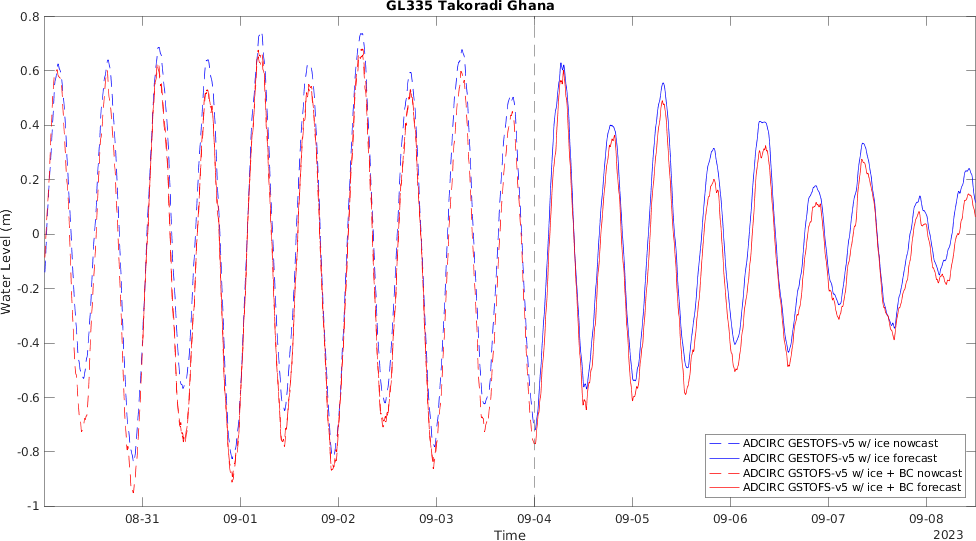 GL335 Takoradi Ghana
0.8
0.6
0.4
0.2
0
-0.2
-0.4
-0.6
-0.8
-1
Water Level (m)
08-31
09-01
09-02
09-03
09-04
09-05
09-06
09-07
09-08
Time
2023
ADCIRC GESTOFS-v5 w/ ice nowcast
ADCIRC GESTOFS-v5 w/ ice forecast
ADCIRC GSTOFS-v5 w/ ice + BC nowcast
ADCIRC GSTOFS-v5 w/ ice + BC forecast